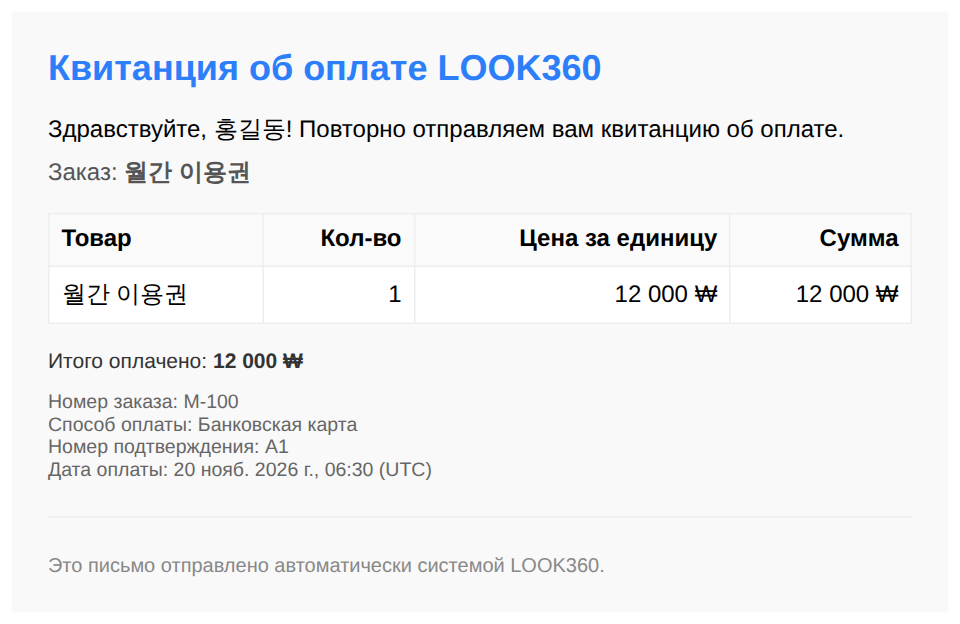 Квитанция об оплате LOOK360
Здравствуйте, 홍길동! Повторно отправляем вам квитанцию об оплате.
Заказ: 월간 이용권
Товар Кол-во Цена за единицу Сумма
월간 이용권 1 12 000 ₩ 12 000 ₩
Итого оплачено: 12 000 ₩
Номер заказа: M-100
Способ оплаты: Банковская карта
Номер подтверждения: A1
Дата оплаты: 20 нояб. 2026 г., 06:30 (UTC)
Это письмо отправлено автоматически системой LOOK360.